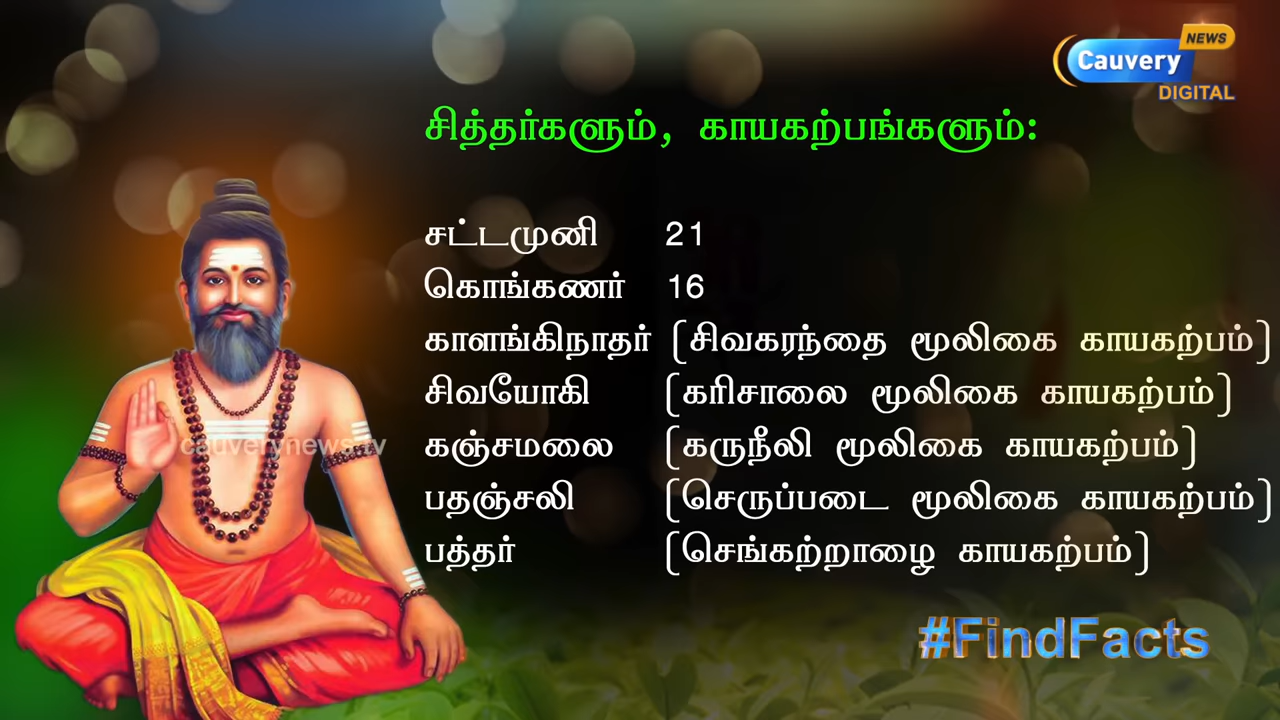 NEWS
Cauvery
DIGITAL
சித்தர்களும், காயகற்பங்களும்:
சட்டமுனி 21
கொங்கணர் 16
காளங்கிநாதர் (சிவகரந்தை மூலிகை காயகற்பம்)
சிவயோகி (கரிசாலை மூலிகை காயகற்பம்)
கஞ்சமலை (கருநீலி மூலிகை காயகற்பம்)
பதஞ்சலி (செருப்படை மூலிகை காயகற்பம்)
பத்தர் (செங்கற்றாழை காயகற்பம்)
cauverynews.tv
#FindFacts